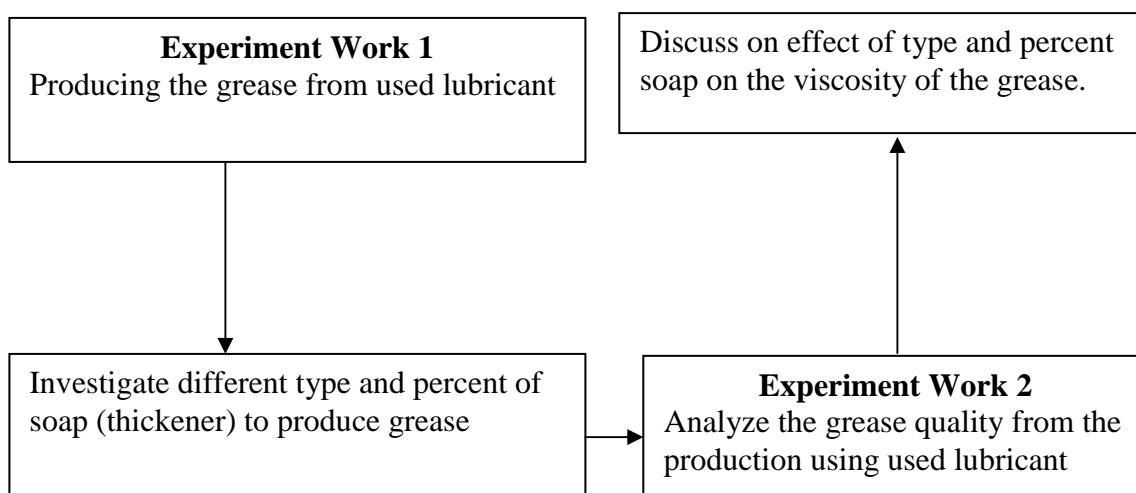 Experiment Work 1
Producing the grease from used lubricant
Investigate different type and percent of
soap (thickener) to produce grease
Experiment Work 2
Analyze the grease quality from the
production using used lubricant
Discuss on effect of type and percent
soap on the viscosity of the grease.